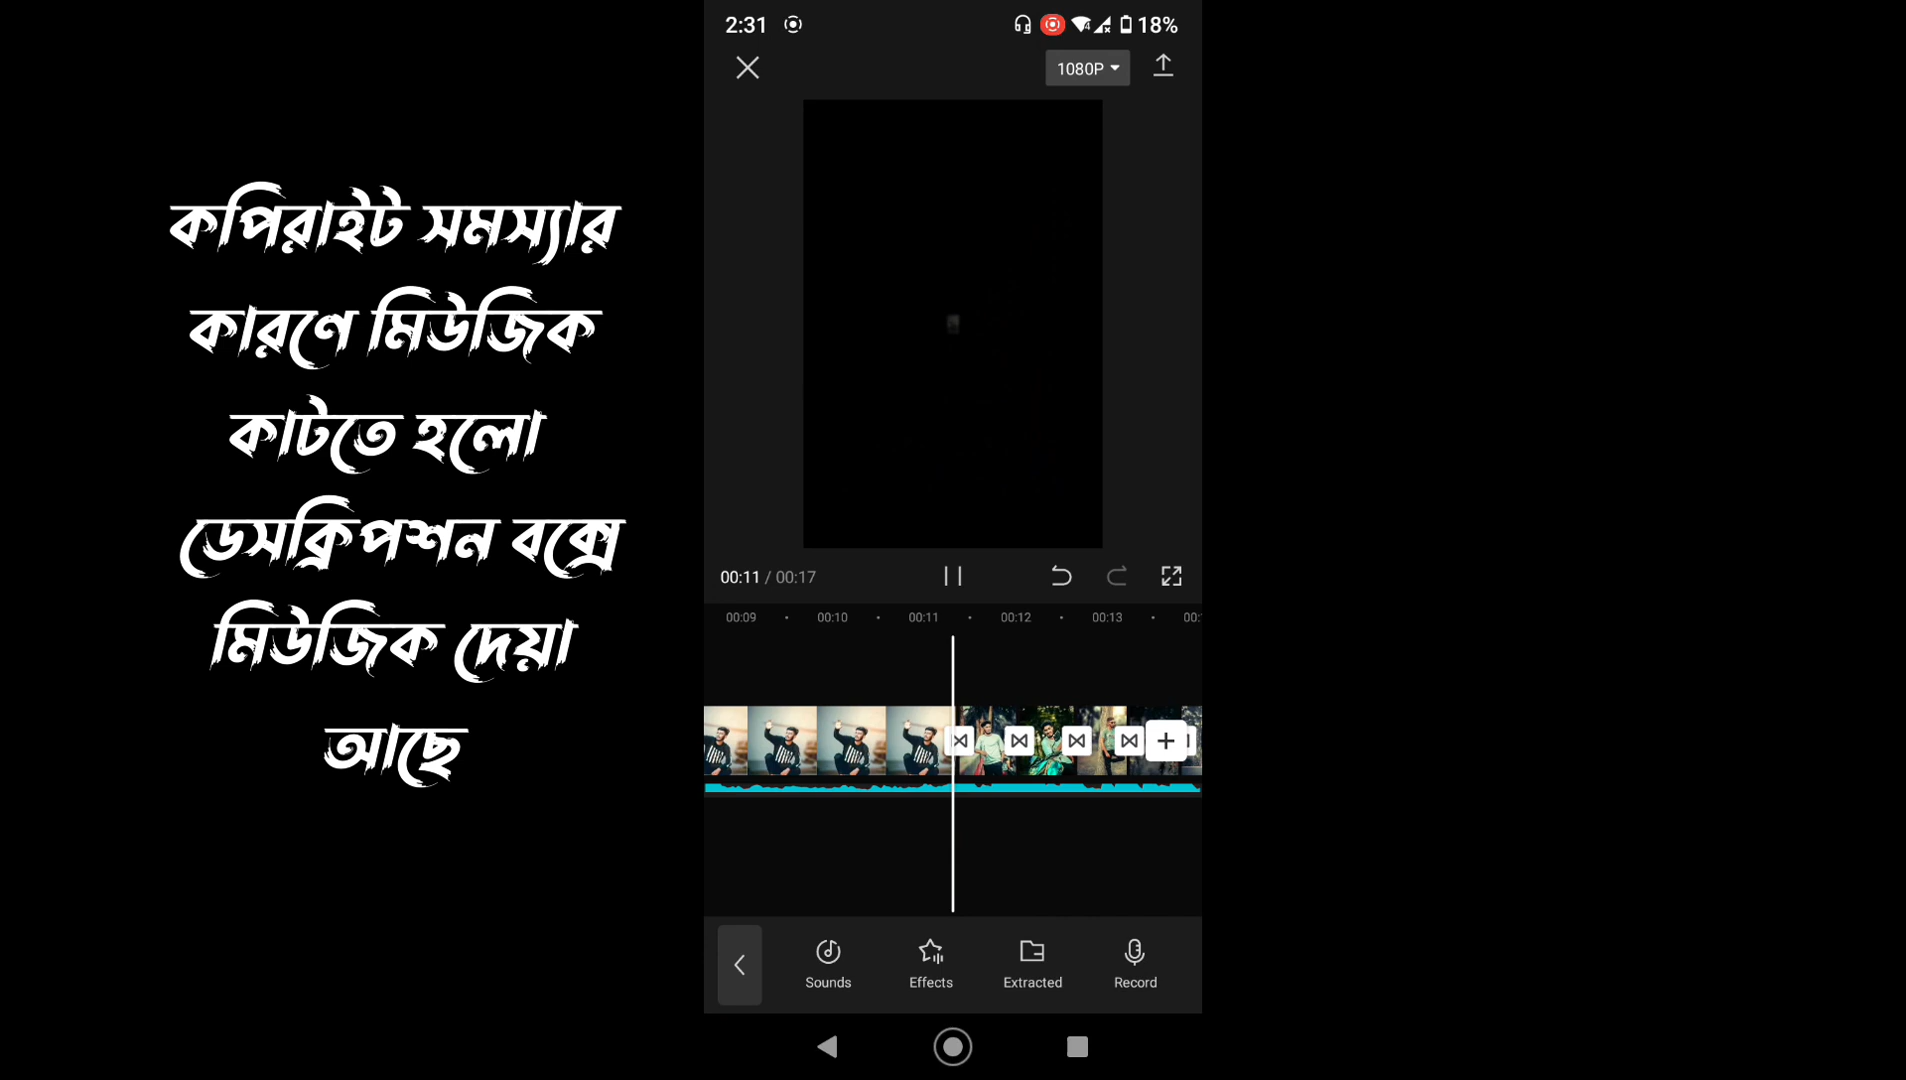 কপিরাইট সমস্যার
কারণে মিউজিক
কাটতে হলো
ডেসক্রিপশন বক্সে
মিউজিক দেয়া
আছে
2:31 18%
1080P
00:11 / 00:17
00:09 00:10 00:11 00:12 00:13
Sounds Effects Extracted Record